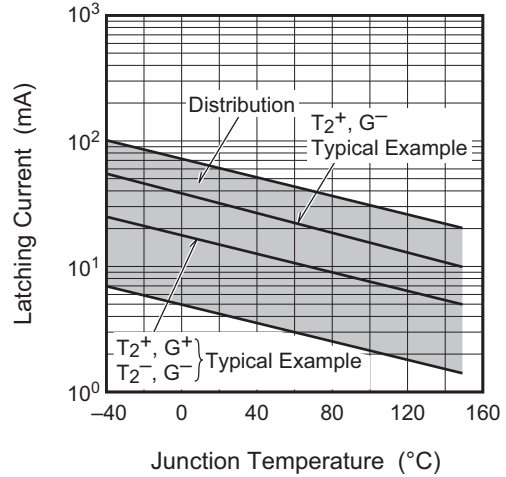 10³
Distribution
T2+, G–
Typical Example
10²
Latching Current (mA)
10¹
T2+, G+
T2–, G–
Typical Example
10⁰
–40 0 40 80 120 160
Junction Temperature (°C)